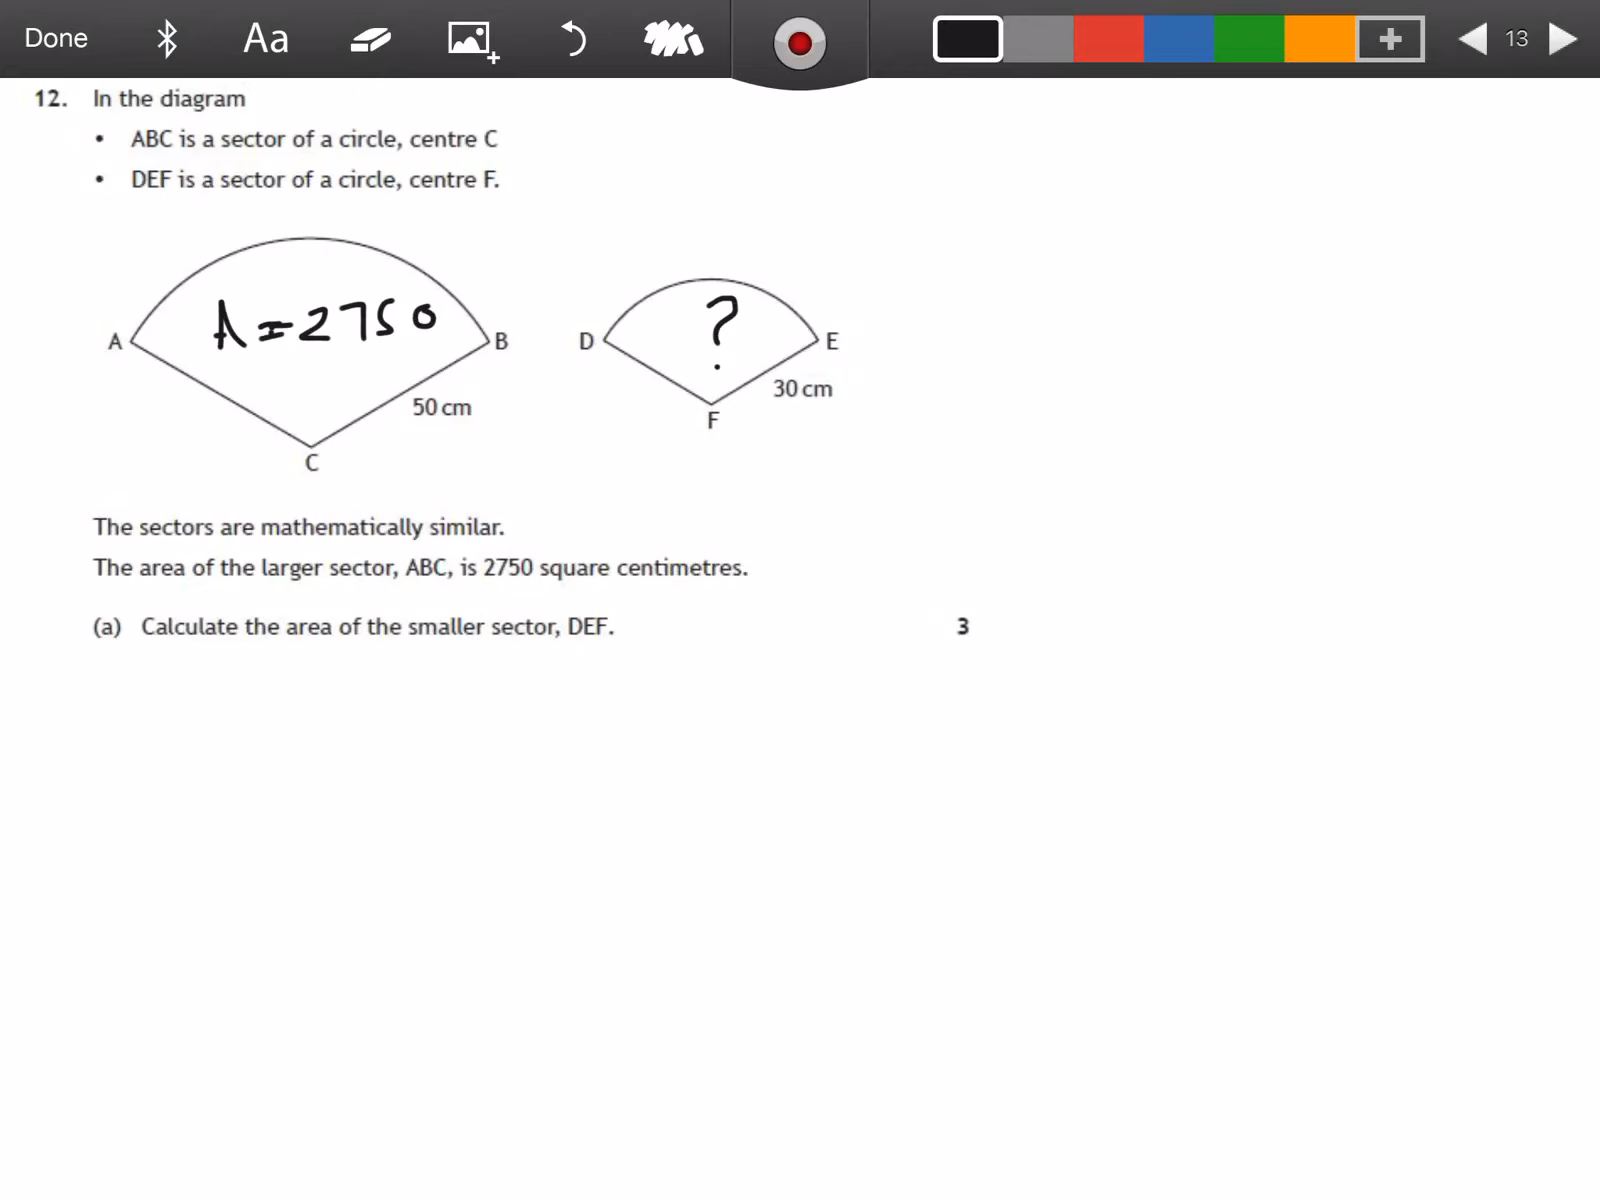 Done Aa 13
12. In the diagram
• ABC is a sector of a circle, centre C
• DEF is a sector of a circle, centre F.
A = 2750 ?
A B D E
50 cm 30 cm
C F
The sectors are mathematically similar.
The area of the larger sector, ABC, is 2750 square centimetres.
(a) Calculate the area of the smaller sector, DEF. 3